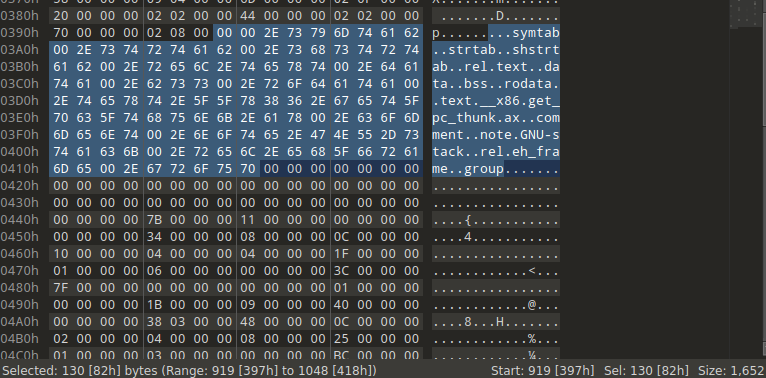 0380h 20 00 00 00 02 02 00 00 44 00 00 00 02 02 00 00  .......D.......
0390h 70 00 00 00 02 08 00 00 00 2E 73 79 6D 74 61 62 p........symtab
03A0h 00 2E 73 74 72 74 61 62 00 2E 73 68 73 74 72 74 ..strtab..shstrt
03B0h 61 62 00 2E 72 65 6C 2E 74 65 78 74 00 2E 64 61 ab..rel.text..da
03C0h 74 61 00 2E 62 73 73 00 2E 72 6F 64 61 74 61 00 ta..bss..rodata.
03D0h 2E 74 65 78 74 2E 5F 5F 78 38 36 2E 67 65 74 5F .text.__x86.get_
03E0h 70 63 5F 74 68 75 6E 6B 2E 61 78 00 2E 63 6F 6D pc_thunk.ax..com
03F0h 6D 65 6E 74 00 2E 6E 6F 74 65 2E 47 4E 55 2D 73 ment..note.GNU-s
0400h 74 61 63 6B 00 2E 72 65 6C 2E 65 68 5F 66 72 61 tack..rel.eh_fra
0410h 6D 65 00 2E 67 72 6F 75 70 00 00 00 00 00 00 00 me..group.......
0420h 00 00 00 00 00 00 00 00 00 00 00 00 00 00 00 00 ................
0430h 00 00 00 00 00 00 00 00 00 00 00 00 00 00 00 00 ................
0440h 00 00 00 00 7B 00 00 00 11 00 00 00 00 00 00 00 ....{...........
0450h 00 00 00 00 34 00 00 00 08 00 00 00 0C 00 00 00 ....4...........
0460h 10 00 00 00 04 00 00 00 04 00 00 00 1F 00 00 00 ................
0470h 01 00 00 00 06 00 00 00 00 00 00 00 3C 00 00 00 ............<...
0480h 7F 00 00 00 00 00 00 00 00 00 00 00 01 00 00 00 ................
0490h 00 00 00 00 1B 00 00 00 09 00 00 00 40 00 00 00 ............@...
04A0h 00 00 00 00 38 03 00 00 48 00 00 00 0C 00 00 00 ....8...H.......
04B0h 02 00 00 00 04 00 00 00 08 00 00 00 25 00 00 00 ............%...
04C0h 01 00 00 00 03 00 00 00 00 00 00 00 BC 00 00 00 ............¼...
Selected: 130 [82h] bytes (Range: 919 [397h] to 1048 [418h]) Start: 919 [397h] Sel: 130 [82h] Size: 1,652